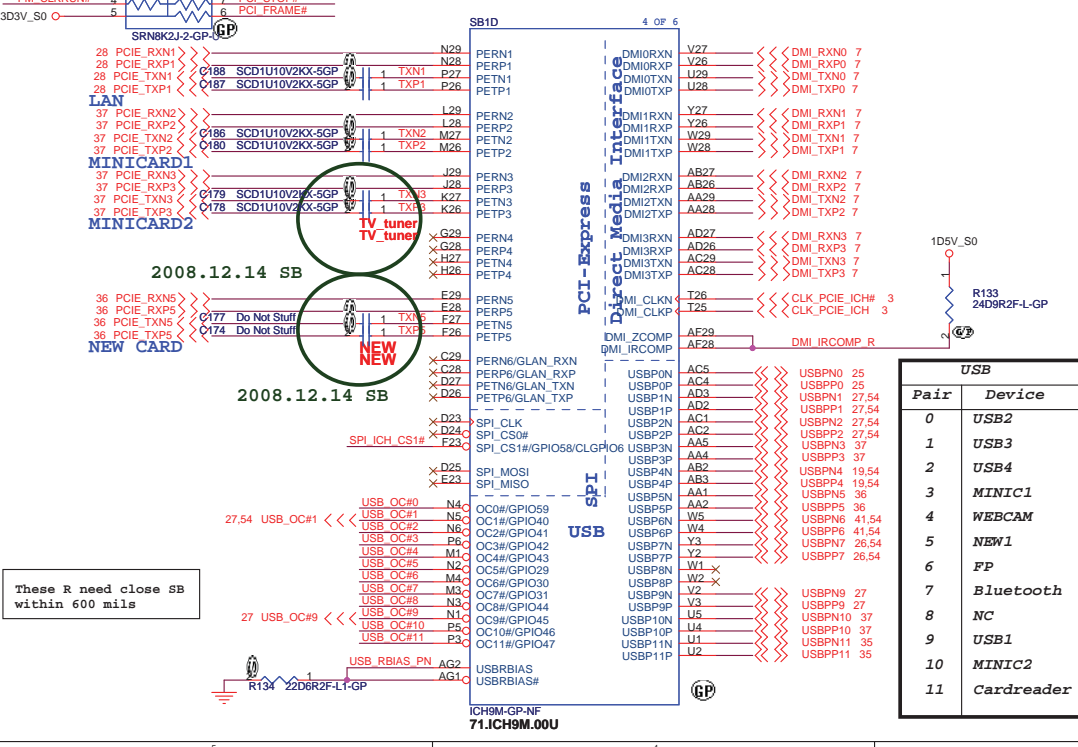 6 PCI_FRAME#
3D3V_S0 5
SRN8K2J-2-GP-U
GP
SB1D 4 OF 6
28 PCIE_RXN1 N29 PERN1
28 PCIE_RXP1 N28 PERP1
28 PCIE_TXN1 C188 SCD1U10V2KX-5GP 1 TXN1 P27 PETN1
28 PCIE_TXP1 C187 SCD1U10V2KX-5GP 1 TXP1 P26 PETP1
LAN
37 PCIE_RXN2 L29 PERN2
37 PCIE_RXP2 L28 PERP2
37 PCIE_TXN2 C186 SCD1U10V2KX-5GP 1 TXN2 M27 PETN2
37 PCIE_TXP2 C180 SCD1U10V2KX-5GP 1 TXP2 M26 PETP2
MINICARD1
37 PCIE_RXN3 J29 PERN3
37 PCIE_RXP3 J28 PERP3
37 PCIE_TXN3 C179 SCD1U10V2KX-5GP 1 TXN3 K27 PETN3
37 PCIE_TXP3 C178 SCD1U10V2KX-5GP 1 TXP3 K26 PETP3
MINICARD2
TV_tuner
TV_tuner
G29 PERN4
G28 PERP4
H27 PETN4
H26 PETP4
2008.12.14 SB
36 PCIE_RXN5 E29 PERN5
36 PCIE_RXP5 E28 PERP5
36 PCIE_TXN5 C177 Do Not Stuff 1 TXN5 F27 PETN5
36 PCIE_TXP5 C174 Do Not Stuff 1 TXP5 F26 PETP5
NEW CARD
NEW
NEW
C29 PERN6/GLAN_RXN
C28 PERP6/GLAN_RXP
D27 PETN6/GLAN_TXN
D26 PETP6/GLAN_TXP
2008.12.14 SB
D23 SPI_CLK
D24 SPI_CS0#
SPI_ICH_CS1# F23 SPI_CS1#/GPIO58/CLGPIO6
D25 SPI_MOSI
E23 SPI_MISO
USB_OC#0 N4 OC0#/GPIO59
27,54 USB_OC#1 USB_OC#1 N5 OC1#/GPIO40
USB_OC#2 N6 OC2#/GPIO41
USB_OC#3 P6 OC3#/GPIO42
USB_OC#4 M1 OC4#/GPIO43
USB_OC#5 N2 OC5#/GPIO29
USB_OC#6 M4 OC6#/GPIO30
USB_OC#7 M3 OC7#/GPIO31
USB_OC#8 N3 OC8#/GPIO44
27 USB_OC#9 USB_OC#9 N1 OC9#/GPIO45
USB_OC#10 P5 OC10#/GPIO46
USB_OC#11 P3 OC11#/GPIO47
USB_RBIAS_PN AG2 USBRBIAS
AG1 USBRBIAS#
R134 22D6R2F-L1-GP 1
These R need close SB
within 600 mils
PCI-Express
Direct Media Interface
SPI
USB
DMI0RXN V27 DMI_RXN0 7
DMI0RXP V26 DMI_RXP0 7
DMI0TXN U29 DMI_TXN0 7
DMI0TXP U28 DMI_TXP0 7
DMI1RXN Y27 DMI_RXN1 7
DMI1RXP Y26 DMI_RXP1 7
DMI1TXN W29 DMI_TXN1 7
DMI1TXP W28 DMI_TXP1 7
DMI2RXN AB27 DMI_RXN2 7
DMI2RXP AB26 DMI_RXP2 7
DMI2TXN AA29 DMI_TXN2 7
DMI2TXP AA28 DMI_TXP2 7
DMI3RXN AD27 DMI_RXN3 7
DMI3RXP AD26 DMI_RXP3 7
DMI3TXN AC29 DMI_TXN3 7
DMI3TXP AC28 DMI_TXP3 7
DMI_CLKN T26 CLK_PCIE_ICH# 3
DMI_CLKP T25 CLK_PCIE_ICH 3
DMI_ZCOMP AF29
DMI_IRCOMP AF28 DMI_IRCOMP_R
1D5V_S0
1
R133
24D9R2F-L-GP
2
GP
USBP0N AC5 USBPN0 25
USBP0P AC4 USBPP0 25
USBP1N AD3 USBPN1 27,54
USBP1P AD2 USBPP1 27,54
USBP2N AC1 USBPN2 27,54
USBP2P AC2 USBPP2 27,54
USBP3N AA5 USBPN3 37
USBP3P AA4 USBPP3 37
USBP4N AB2 USBPN4 19,54
USBP4P AB3 USBPP4 19,54
USBP5N AA1 USBPN5 36
USBP5P AA2 USBPP5 36
USBP6N W5 USBPN6 41,54
USBP6P W4 USBPP6 41,54
USBP7N Y3 USBPN7 26,54
USBP7P Y2 USBPP7 26,54
USBP8N W1
USBP8P W2
USBP9N V2 USBPN9 27
USBP9P V3 USBPP9 27
USBP10N U5 USBPN10 37
USBP10P U4 USBPP10 37
USBP11N U1 USBPN11 35
USBP11P U2 USBPP11 35
GP
ICH9M-GP-NF
71.ICH9M.00U
USB
Pair Device
0 USB2
1 USB3
2 USB4
3 MINIC1
4 WEBCAM
5 NEW1
6 FP
7 Bluetooth
8 NC
9 USB1
10 MINIC2
11 Cardreader